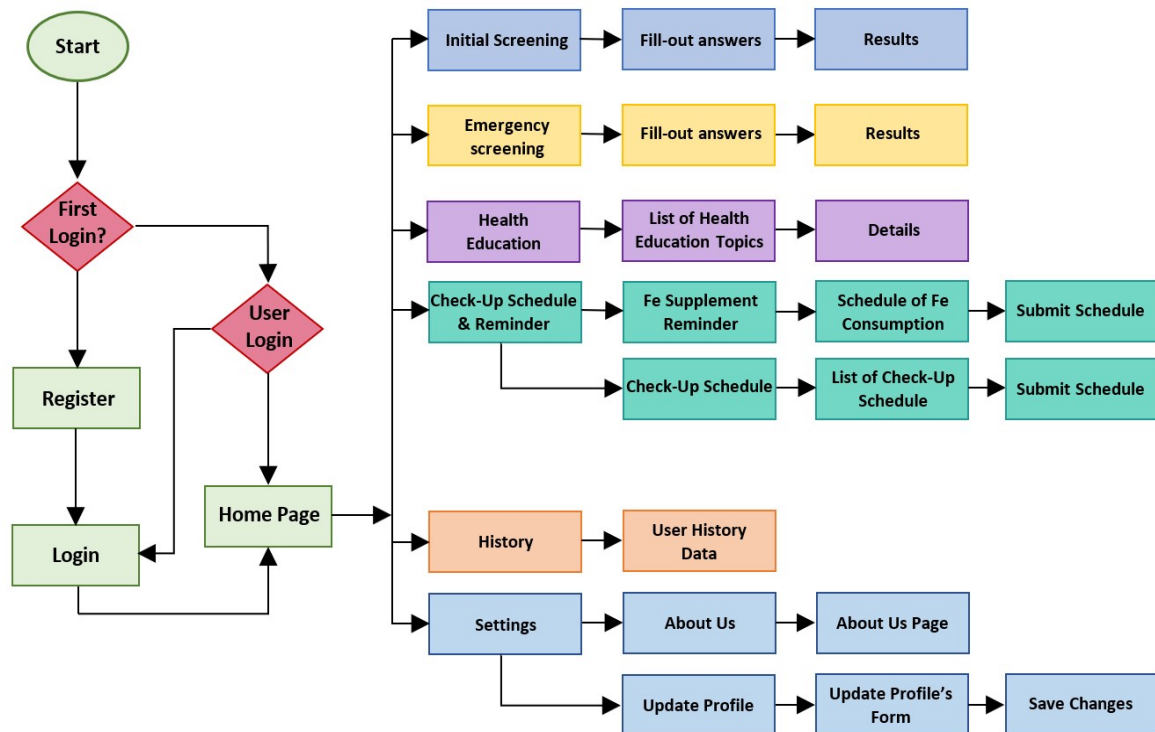 Start
First
Login?
User
Login
Register
Login
Home Page
Initial Screening
Fill-out answers
Results
Emergency
screening
Fill-out answers
Results
Health
Education
List of Health
Education Topics
Details
Check-Up Schedule
& Reminder
Fe Supplement
Reminder
Schedule of Fe
Consumption
Submit Schedule
Check-Up Schedule
List of Check-Up
Schedule
Submit Schedule
History
User History
Data
Settings
About Us
About Us Page
Update Profile
Update Profile's
Form
Save Changes